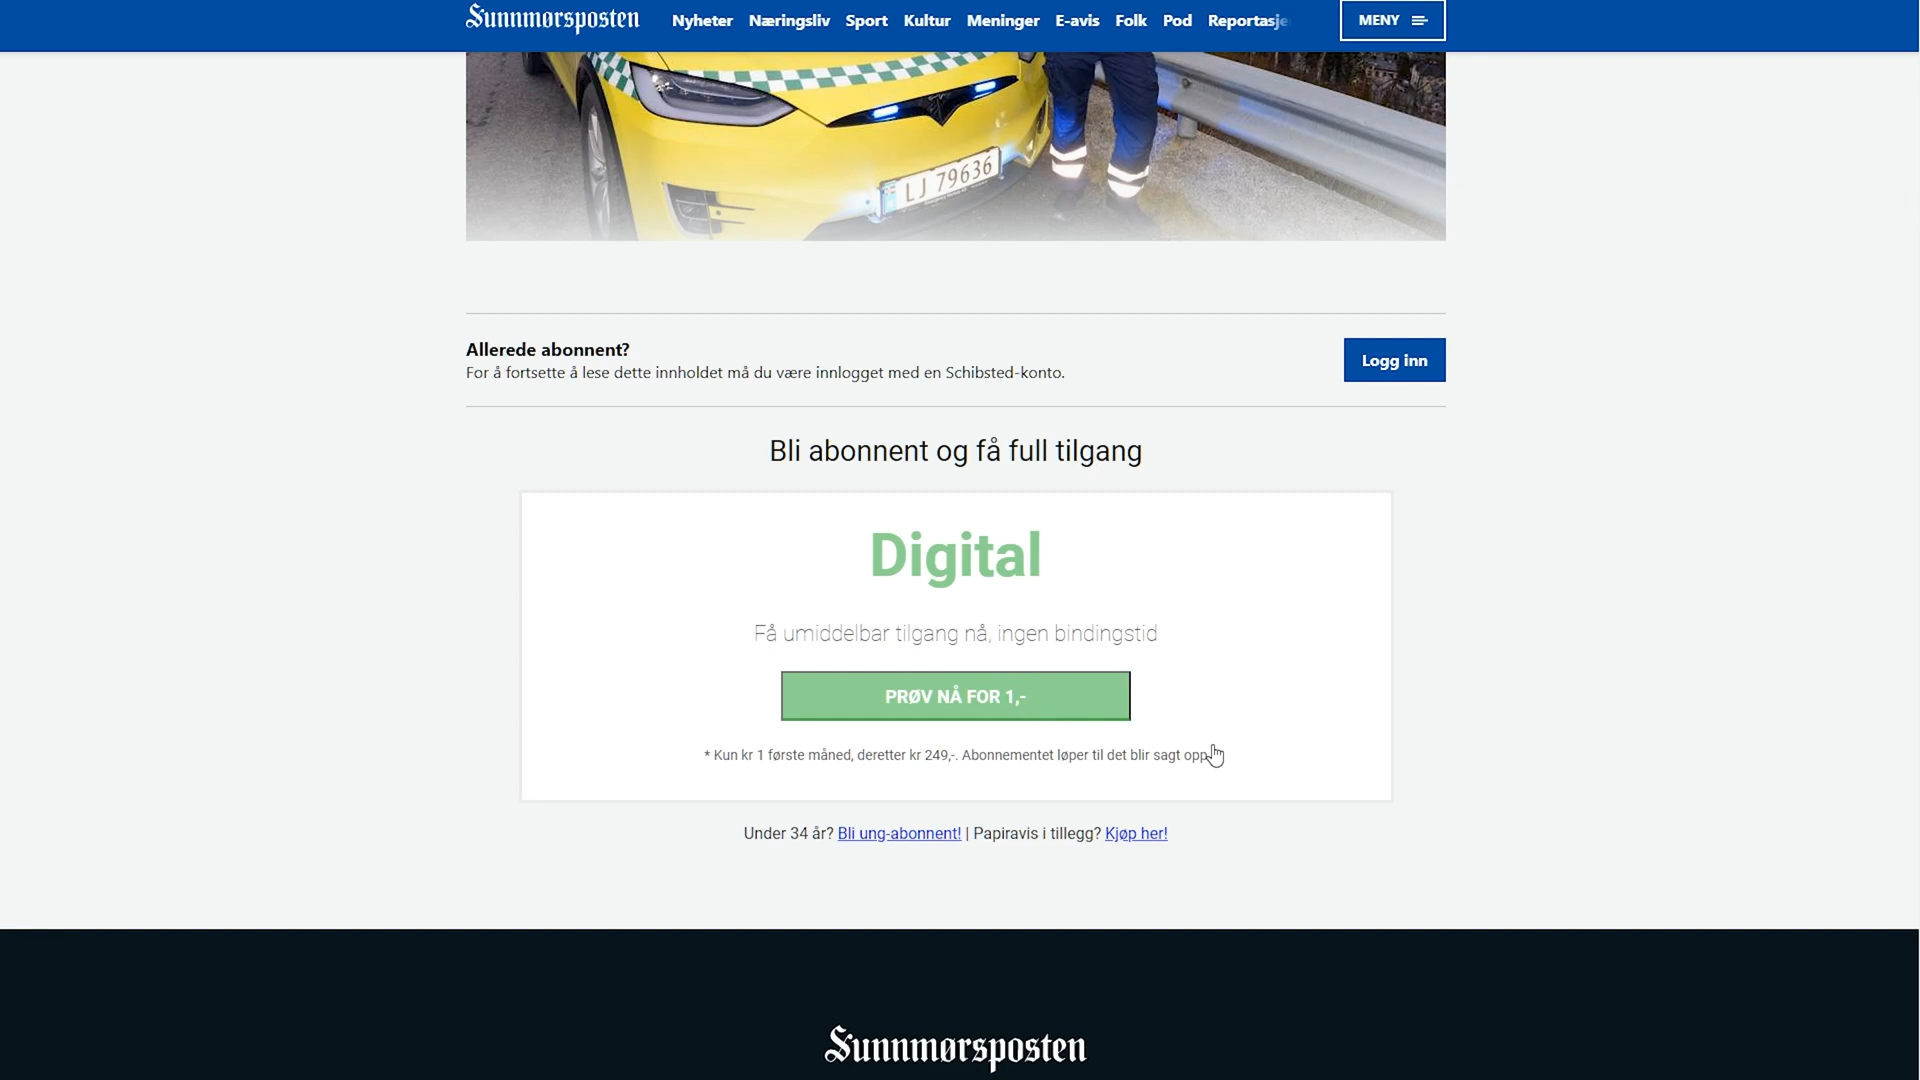 Sunnmørsposten
Nyheter Næringsliv Sport Kultur Meninger E-avis Folk Pod Reportasje
MENY
LJ 79636
Allerede abonnent?
For å fortsette å lese dette innholdet må du være innlogget med en Schibsted-konto.
Logg inn
Bli abonnent og få full tilgang
Digital
Få umiddelbar tilgang nå, ingen bindingstid
PRØV NÅ FOR 1,-
* Kun kr 1 første måned, deretter kr 249,-. Abonnementet løper til det blir sagt opp
Under 34 år? Bli ung-abonnent! | Papiravis i tillegg? Kjøp her!
Sunnmørsposten